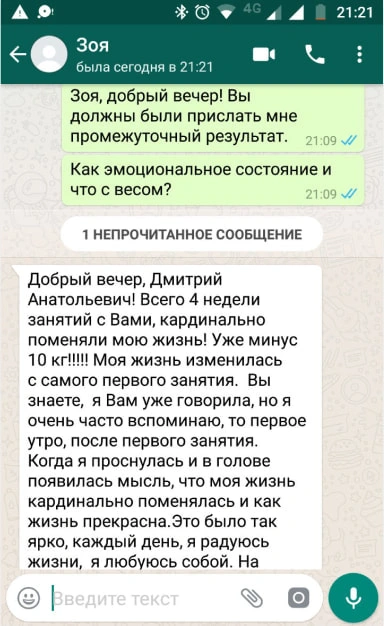 4G
21:21
Зоя
была сегодня в 21:21
Зоя, добрый вечер! Вы
должны были прислать мне
промежуточный результат. 21:09
Как эмоциональное состояние и
что с весом? 21:09
1 НЕПРОЧИТАННОЕ СООБЩЕНИЕ
Добрый вечер, Дмитрий
Анатольевич! Всего 4 недели
занятий с Вами, кардинально
поменяли мою жизнь! Уже минус
10 кг!!!!! Моя жизнь изменилась
с самого первого занятия. Вы
знаете, я Вам уже говорила, но я
очень часто вспоминаю, то первое
утро, после первого занятия.
Когда я проснулась и в голове
появилась мысль, что моя жизнь
кардинально поменялась и как
жизнь прекрасна.Это было так
ярко, каждый день, я радуюсь
жизни, я любуюсь собой. На
Введите текст